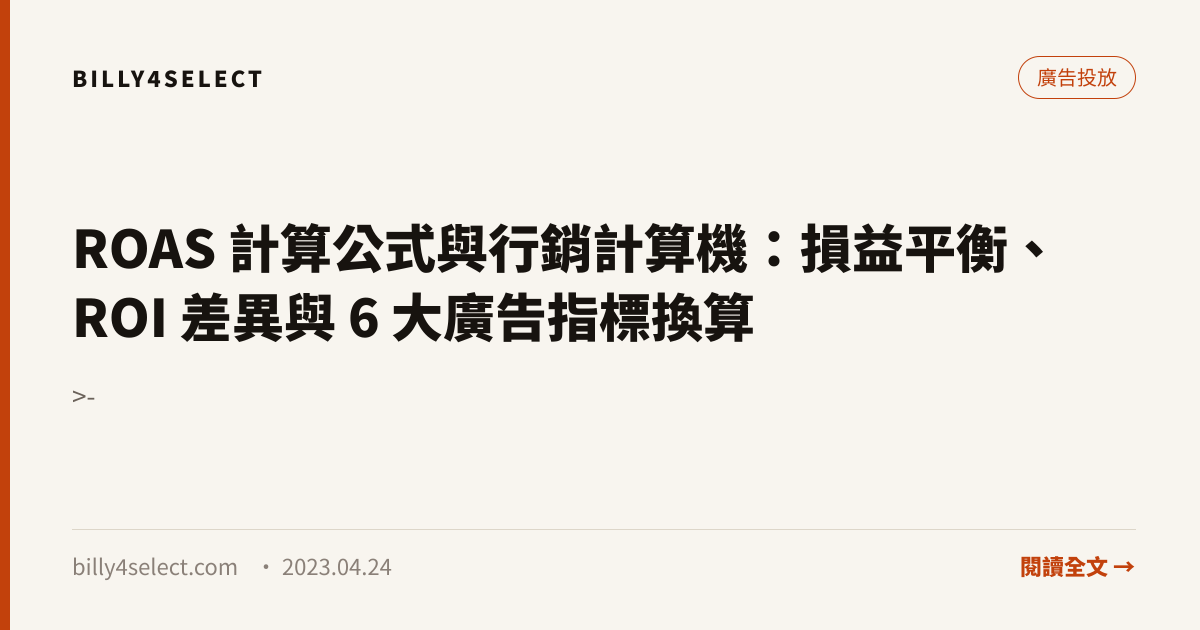 BILLY4SELECT
廣告投放
ROAS 計算公式與行銷計算機：損益平衡、
ROI 差異與 6 大廣告指標換算
>-
billy4select.com • 2023.04.24
閱讀全文 →